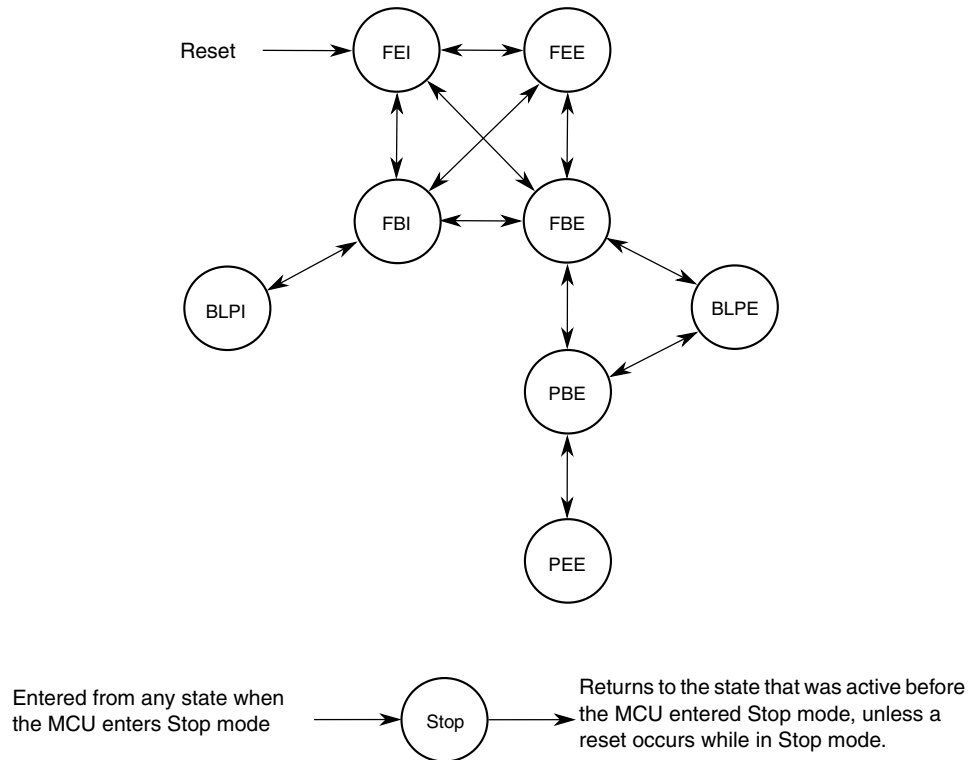 Reset
FEI
FEE
FBI
FBE
BLPI
BLPE
PBE
PEE
Entered from any state when
the MCU enters Stop mode
Stop
Returns to the state that was active before
the MCU entered Stop mode, unless a
reset occurs while in Stop mode.